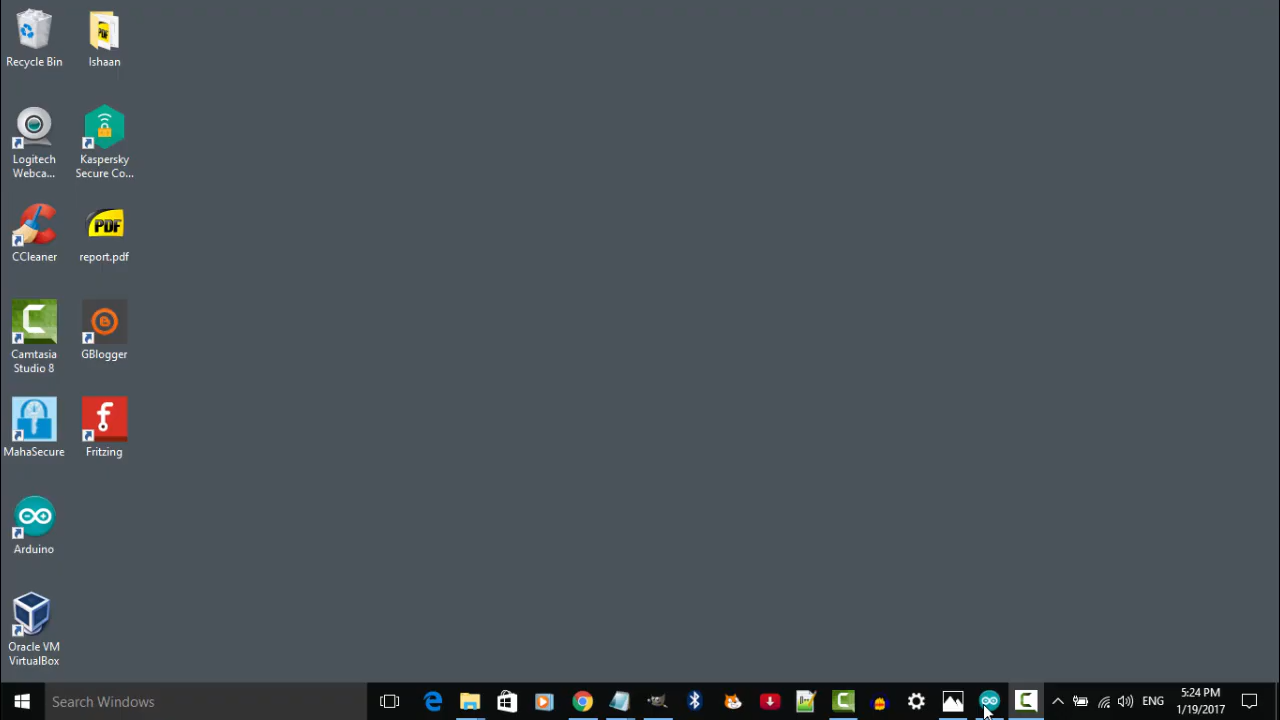 Recycle Bin
Ishaan
Logitech
Webca...
Kaspersky
Secure Co...
CCleaner
PDF
report.pdf
Camtasia
Studio 8
GBlogger
MahaSecure
Fritzing
Arduino
Oracle VM
VirtualBox
Search Windows
ENG
5:24 PM
1/19/2017